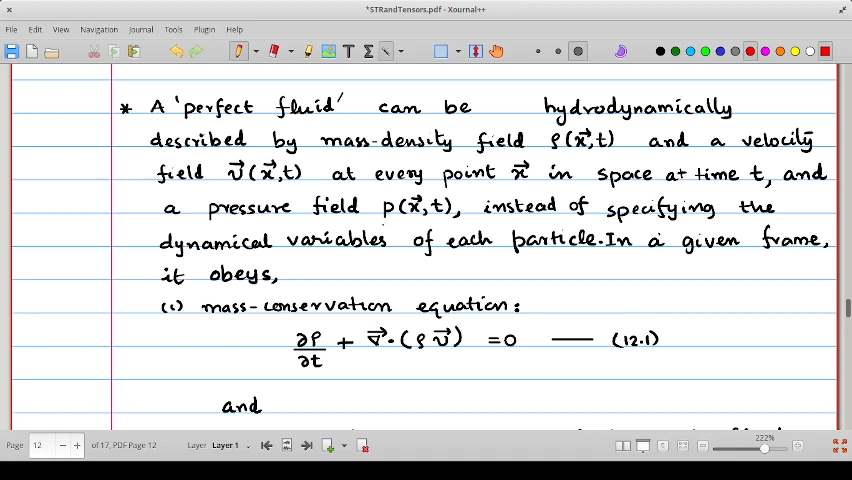 *STRandTensors.pdf - Xournal++
File Edit View Navigation Journal Tools Plugin Help
* A 'perfect fluid' can be hydrodynamically
described by mass-density field ρ(x⃗,t) and a velocity
field v⃗(x⃗,t) at every point x⃗ in space at time t, and
a pressure field p(x⃗,t), instead of specifying the
dynamical variables of each particle. In a given frame,
it obeys,
(i) mass-conservation equation:
∂ρ/∂t + ∇⃗·(ρv⃗) = 0 —— (12.1)
and
Page 12 of 17, PDF Page 12 Layer Layer 1 222%